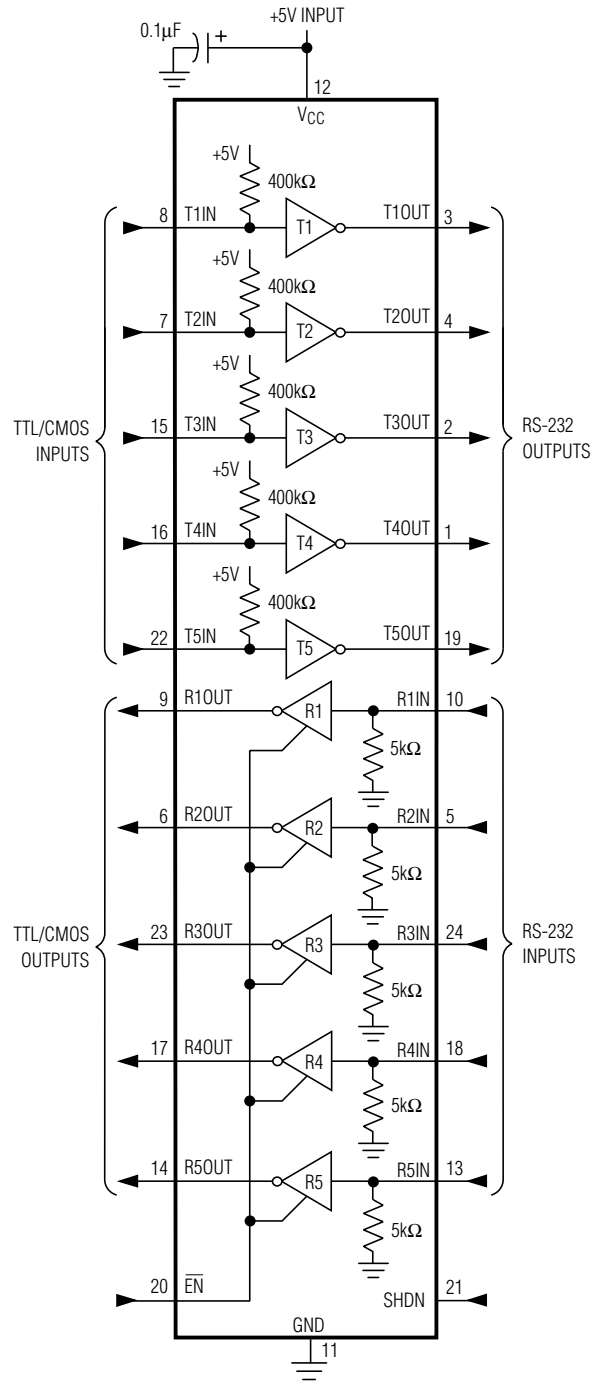 +5V INPUT
0.1µF +
12
VCC
+5V
400kΩ
8 T1IN T1 T1OUT 3
+5V
400kΩ
7 T2IN T2 T2OUT 4
+5V
400kΩ
TTL/CMOS
INPUTS
15 T3IN T3 T3OUT 2
RS-232
OUTPUTS
+5V
400kΩ
16 T4IN T4 T4OUT 1
+5V
400kΩ
22 T5IN T5 T5OUT 19
9 R1OUT R1 R1IN 10
5kΩ
6 R2OUT R2 R2IN 5
5kΩ
TTL/CMOS
OUTPUTS
23 R3OUT R3 R3IN 24
RS-232
INPUTS
5kΩ
17 R4OUT R4 R4IN 18
5kΩ
14 R5OUT R5 R5IN 13
5kΩ
20 E̅N̅ SHDN 21
GND
11